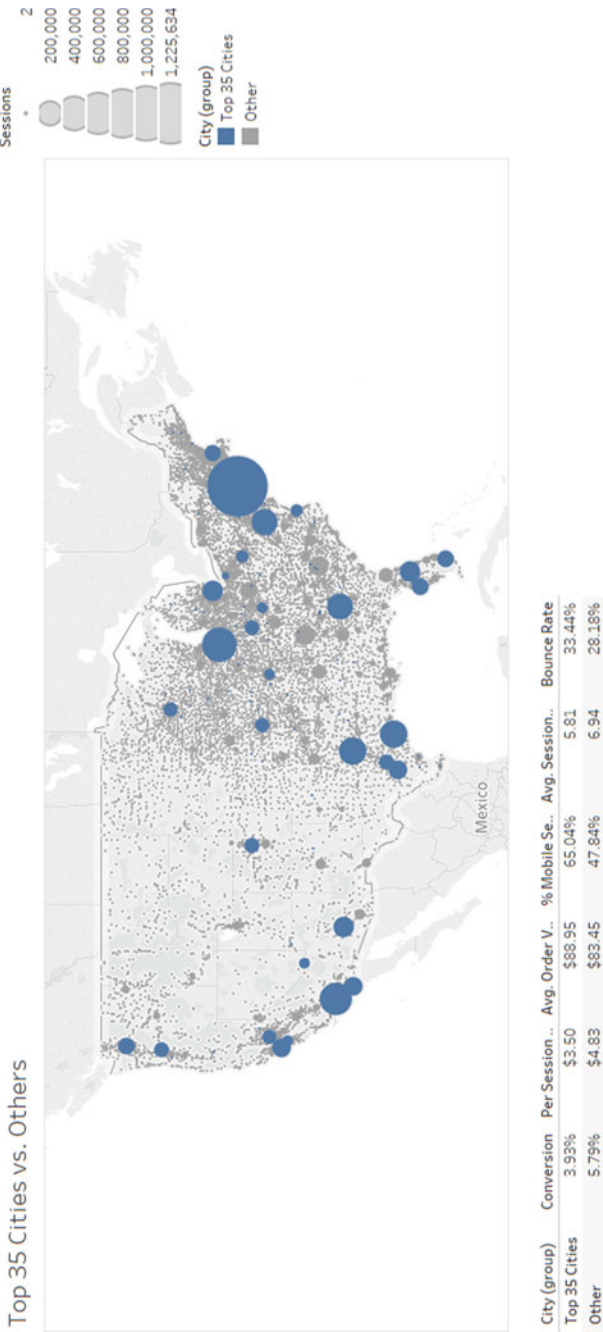 Top 35 Cities vs. Others
Sessions
2
200,000
400,000
600,000
800,000
1,000,000
1,225,634
City (group)
Top 35 Cities
Other
Mexico
City (group) Conversion Per Session .. Avg. Order V.. % Mobile Se.. Avg. Session.. Bounce Rate
Top 35 Cities 3.93% $3.50 $88.95 65.04% 5.81 33.44%
Other 5.79% $4.83 $83.45 47.84% 6.94 28.18%